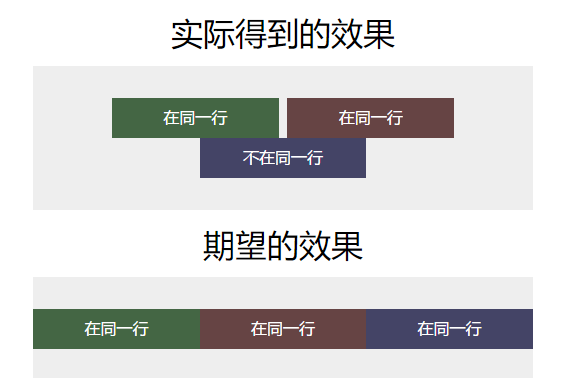 实际得到的效果
在同一行 在同一行
不在同一行
期望的效果
在同一行 在同一行 在同一行